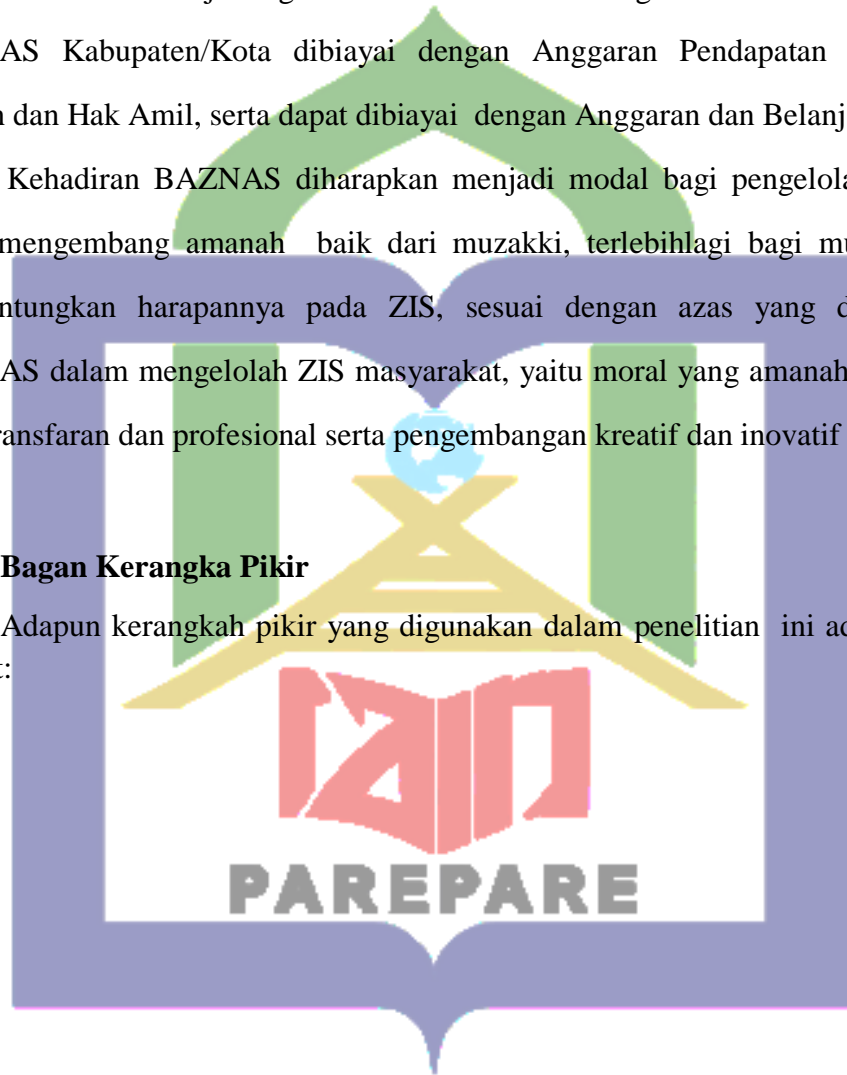 AS Kabupaten/Kota dibiayai dengan Anggaran Pendapatan
dan Hak Amil, serta dapat dibiayai dengan Anggaran dan Belanj
Kehadiran BAZNAS diharapkan menjadi modal bagi pengelola
mengembang amanah baik dari muzakki, terlebihlagi bagi mu
ntungkan harapannya pada ZIS, sesuai dengan azas yang d
AS dalam mengelolah ZIS masyarakat, yaitu moral yang amanah
ransfaran dan profesional serta pengembangan kreatif dan inovatif
Bagan Kerangka Pikir
Adapun kerangkah pikir yang digunakan dalam penelitian ini ad
t:
iain
PAREPARE